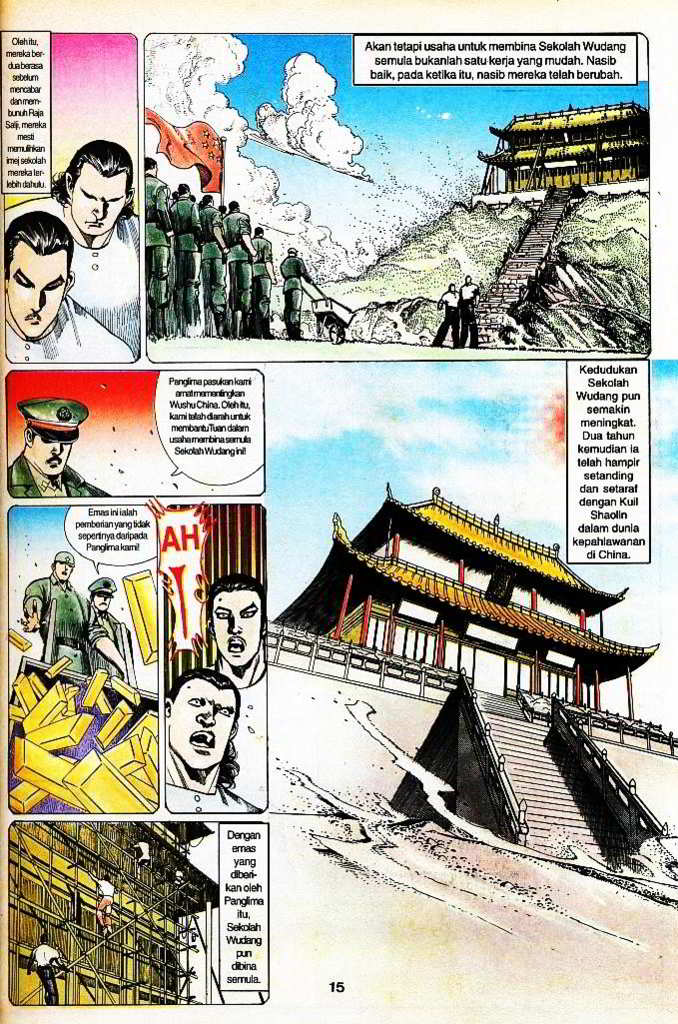 Oleh itu,
mereka ber-
dua berasa
sebelum
mencabar
dan mem-
bunuh Raja
Salji, mereka
mesti
memulihkan
imej sekolah
mereka ter-
lebih dahulu.
Akan tetapi usaha untuk membina Sekolah Wudang
semula bukanlah satu kerja yang mudah. Nasib
baik, pada ketika itu, nasib mereka telah berubah.
Panglima pasukan kami
amat mementingkan
Wushu China. Oleh itu,
kami telah diarah untuk
membantu Tuan dalam
usaha membina semula
Sekolah Wudang ini!
Emas ini ialah
pemberian yang tidak
sepertinya daripada
Panglima kami!
AH
!
Dengan
emas
yang
diberi-
kan oleh
Panglima
itu,
Sekolah
Wudang
pun
dibina
semula.
Kedudukan
Sekolah
Wudang pun
semakin
meningkat.
Dua tahun
kemudian ia
telah hampir
setanding
dan setaraf
dengan Kuil
Shaolin
dalam dunia
kepahlawanan
di China.
15